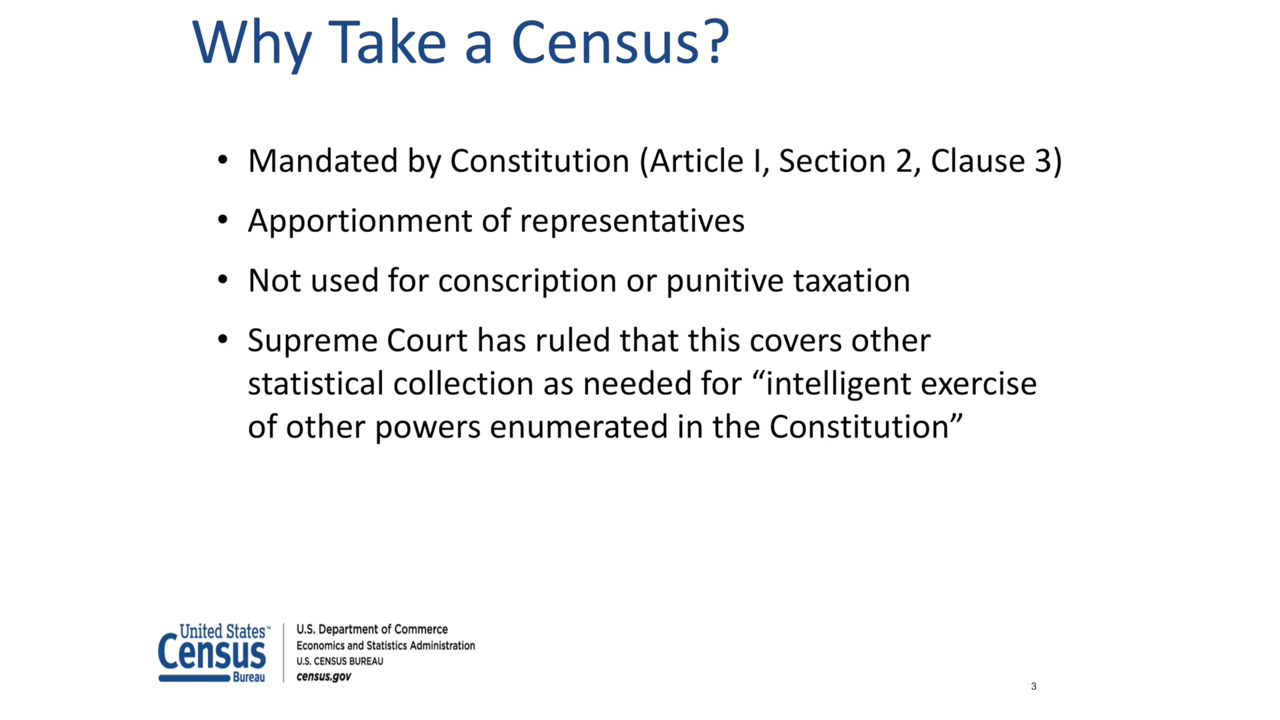 Why Take a Census?
• Mandated by Constitution (Article I, Section 2, Clause 3)
• Apportionment of representatives
• Not used for conscription or punitive taxation
• Supreme Court has ruled that this covers other
statistical collection as needed for “intelligent exercise
of other powers enumerated in the Constitution”
United States™
Census
Bureau
U.S. Department of Commerce
Economics and Statistics Administration
U.S. CENSUS BUREAU
census.gov
3